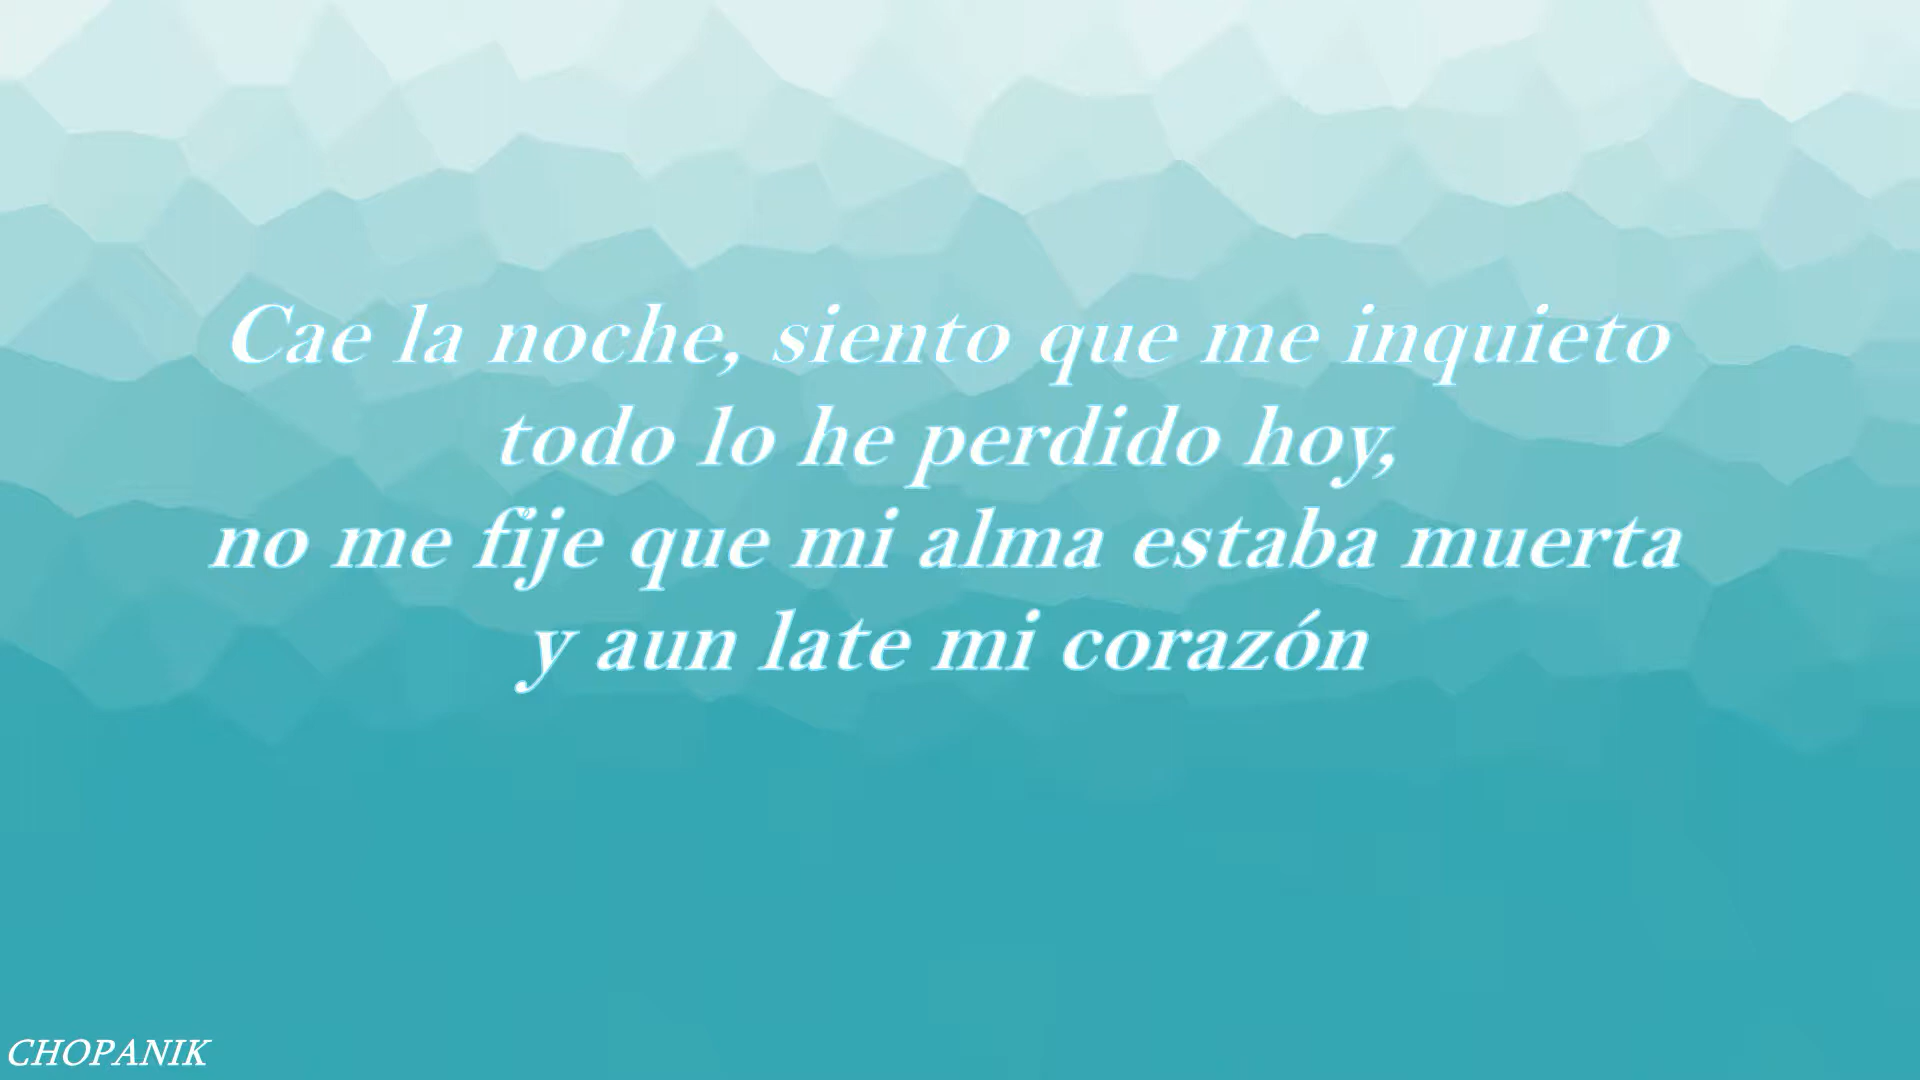 Cae la noche, siento que me inquieto
todo lo he perdido hoy,
no me fije que mi alma estaba muerta
y aun late mi corazón
CHOPANIK